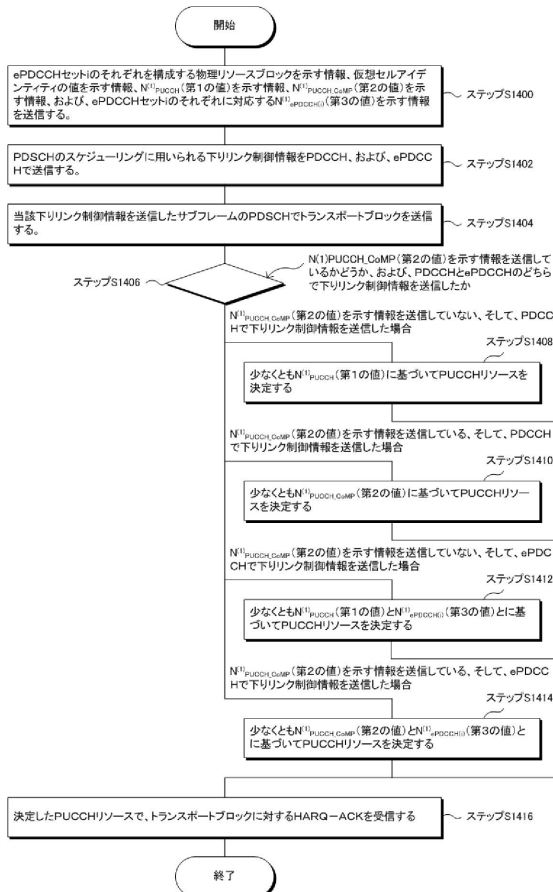 開始
ePDCCHセットiのそれぞれを構成する物理リソースブロックを示す情報、仮想セルアイデ
ンティティの値を示す情報、N⁽¹⁾PUCCH(第1の値)を示す情報、N⁽¹⁾PUCCH_CoMP(第2の値)を示
す情報、および、ePDCCHセットiのそれぞれに対応するN⁽¹⁾ePDCCH(i)(第3の値)を示す情報
を送信する。
ステップS1400
PDSCHのスケジューリングに用いられる下りリンク制御情報をPDCCH、および、ePDCC
Hで送信する。
ステップS1402
当該下りリンク制御情報を送信したサブフレームのPDSCHでトランスポートブロックを送信
する。
ステップS1404
ステップS1406
N(1)PUCCH_CoMP(第2の値)を示す情報を送信して
いるかどうか、および、PDCCHとePDCCHのどちら
で下りリンク制御情報を送信したか
N⁽¹⁾PUCCH_CoMP(第2の値)を示す情報を送信していない、そして、PDCC
Hで下りリンク制御情報を送信した場合
ステップS1408
少なくともN⁽¹⁾PUCCH(第1の値)に基づいてPUCCHリソースを
決定する
N⁽¹⁾PUCCH_CoMP(第2の値)を示す情報を送信している、そして、PDCCH
で下りリンク制御情報を送信した場合
ステップS1410
少なくともN⁽¹⁾PUCCH_CoMP(第2の値)に基づいてPUCCHリソー
スを決定する
N⁽¹⁾PUCCH_CoMP(第2の値)を示す情報を送信していない、そして、ePDC
CHで下りリンク制御情報を送信した場合
ステップS1412
少なくともN⁽¹⁾PUCCH(第1の値)とN⁽¹⁾ePDCCH(i)(第3の値)とに基
づいてPUCCHリソースを決定する
N⁽¹⁾PUCCH_CoMP(第2の値)を示す情報を送信している、そして、ePDCC
Hで下りリンク制御情報を送信した場合
ステップS1414
少なくともN⁽¹⁾PUCCH_CoMP(第2の値)とN⁽¹⁾ePDCCH(i)(第3の値)と
に基づいてPUCCHリソースを決定する
決定したPUCCHリソースで、トランスポートブロックに対するHARQ-ACKを受信する
ステップS1416
終了